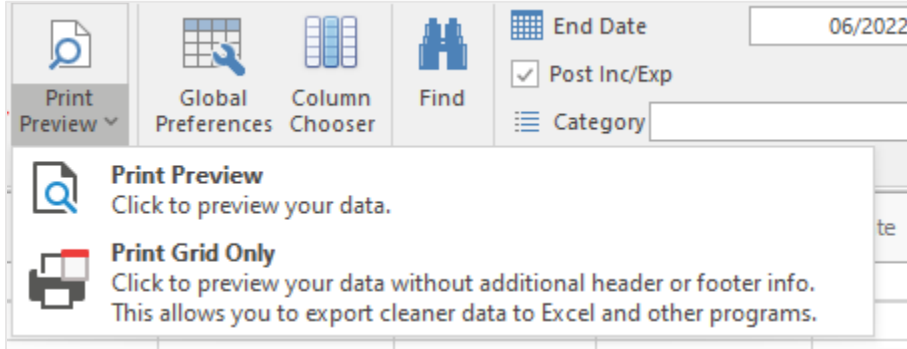 End Date
06/2022
Post Inc/Exp
Print
Preview
Global
Preferences
Column
Chooser
Find
Category
Print Preview
Click to preview your data.
Print Grid Only
Click to preview your data without additional header or footer info.
This allows you to export cleaner data to Excel and other programs.
te